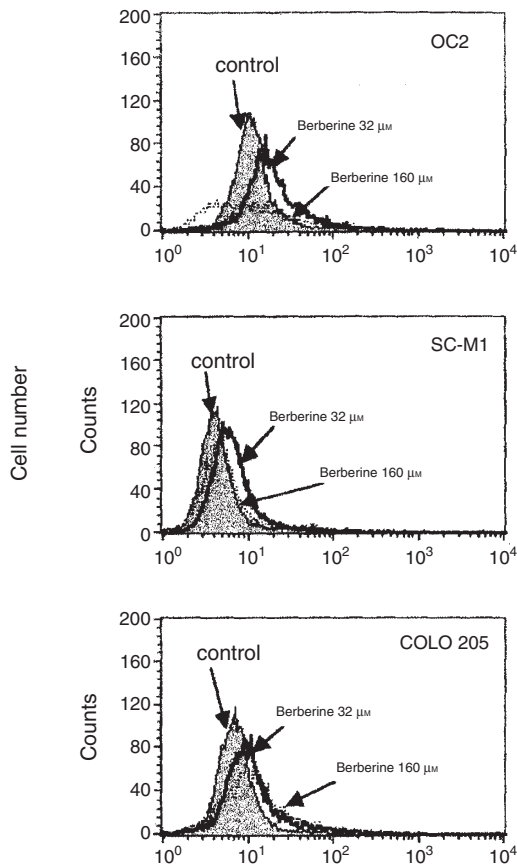 200
160
120
80
40
0
10⁰
10¹
10²
10³
10⁴
OC2
control
Berberine 32 µM
Berberine 160 µM
Cell number
Counts
200
160
120
80
40
0
10⁰
10¹
10²
10³
10⁴
SC-M1
control
Berberine 32 µM
Berberine 160 µM
Counts
200
160
120
80
40
0
10⁰
10¹
10²
10³
10⁴
COLO 205
control
Berberine 32 µM
Berberine 160 µM